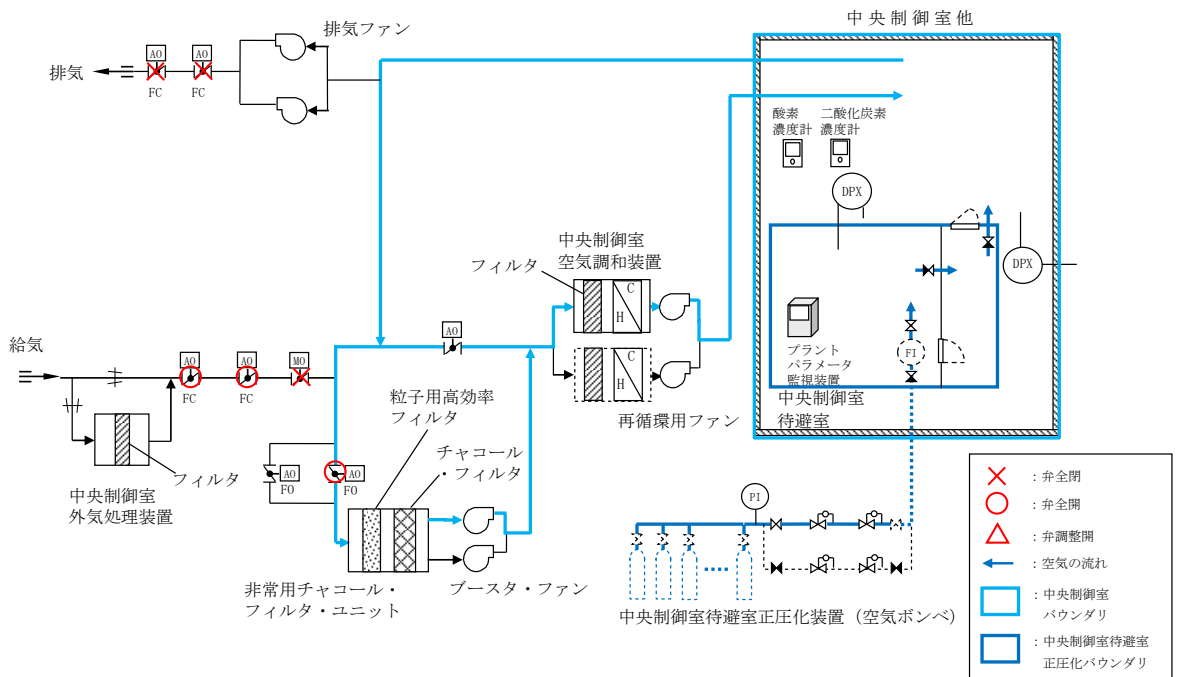 中央制御室他
排気ファン
AO
AO
排気
FC
FC
酸素
濃度計
二酸化炭素
濃度計
DPX
DPX
中央制御室
空気調和装置
フィルタ
C
H
C
H
AO
給気
AO
AO
MO
FC
FC
プラント
パラメータ
監視装置
FI
中央制御室
待避室
再循環用ファン
粒子用高効率
フィルタ
チャコール
・フィルタ
AO
FO
AO
FO
フィルタ
中央制御室
外気処理装置
非常用チャコール・
フィルタ・ユニット
ブースタ・ファン
PI
中央制御室待避室正圧化装置（空気ボンベ）
：弁全閉
：弁全開
：弁調整開
：空気の流れ
：中央制御室
バウンダリ
：中央制御室待避室
正圧化バウンダリ